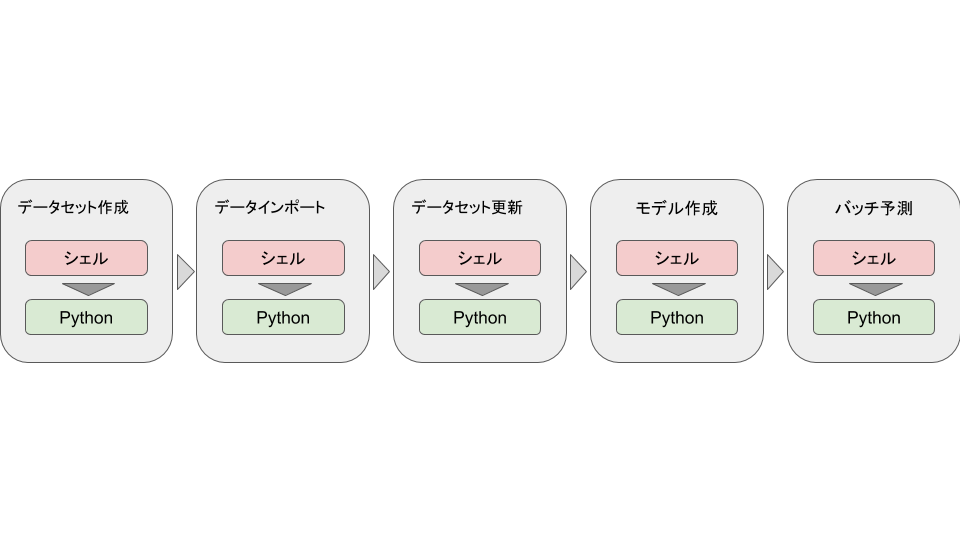 データセット作成
シェル
Python
データインポート
シェル
Python
データセット更新
シェル
Python
モデル作成
シェル
Python
バッチ予測
シェル
Python